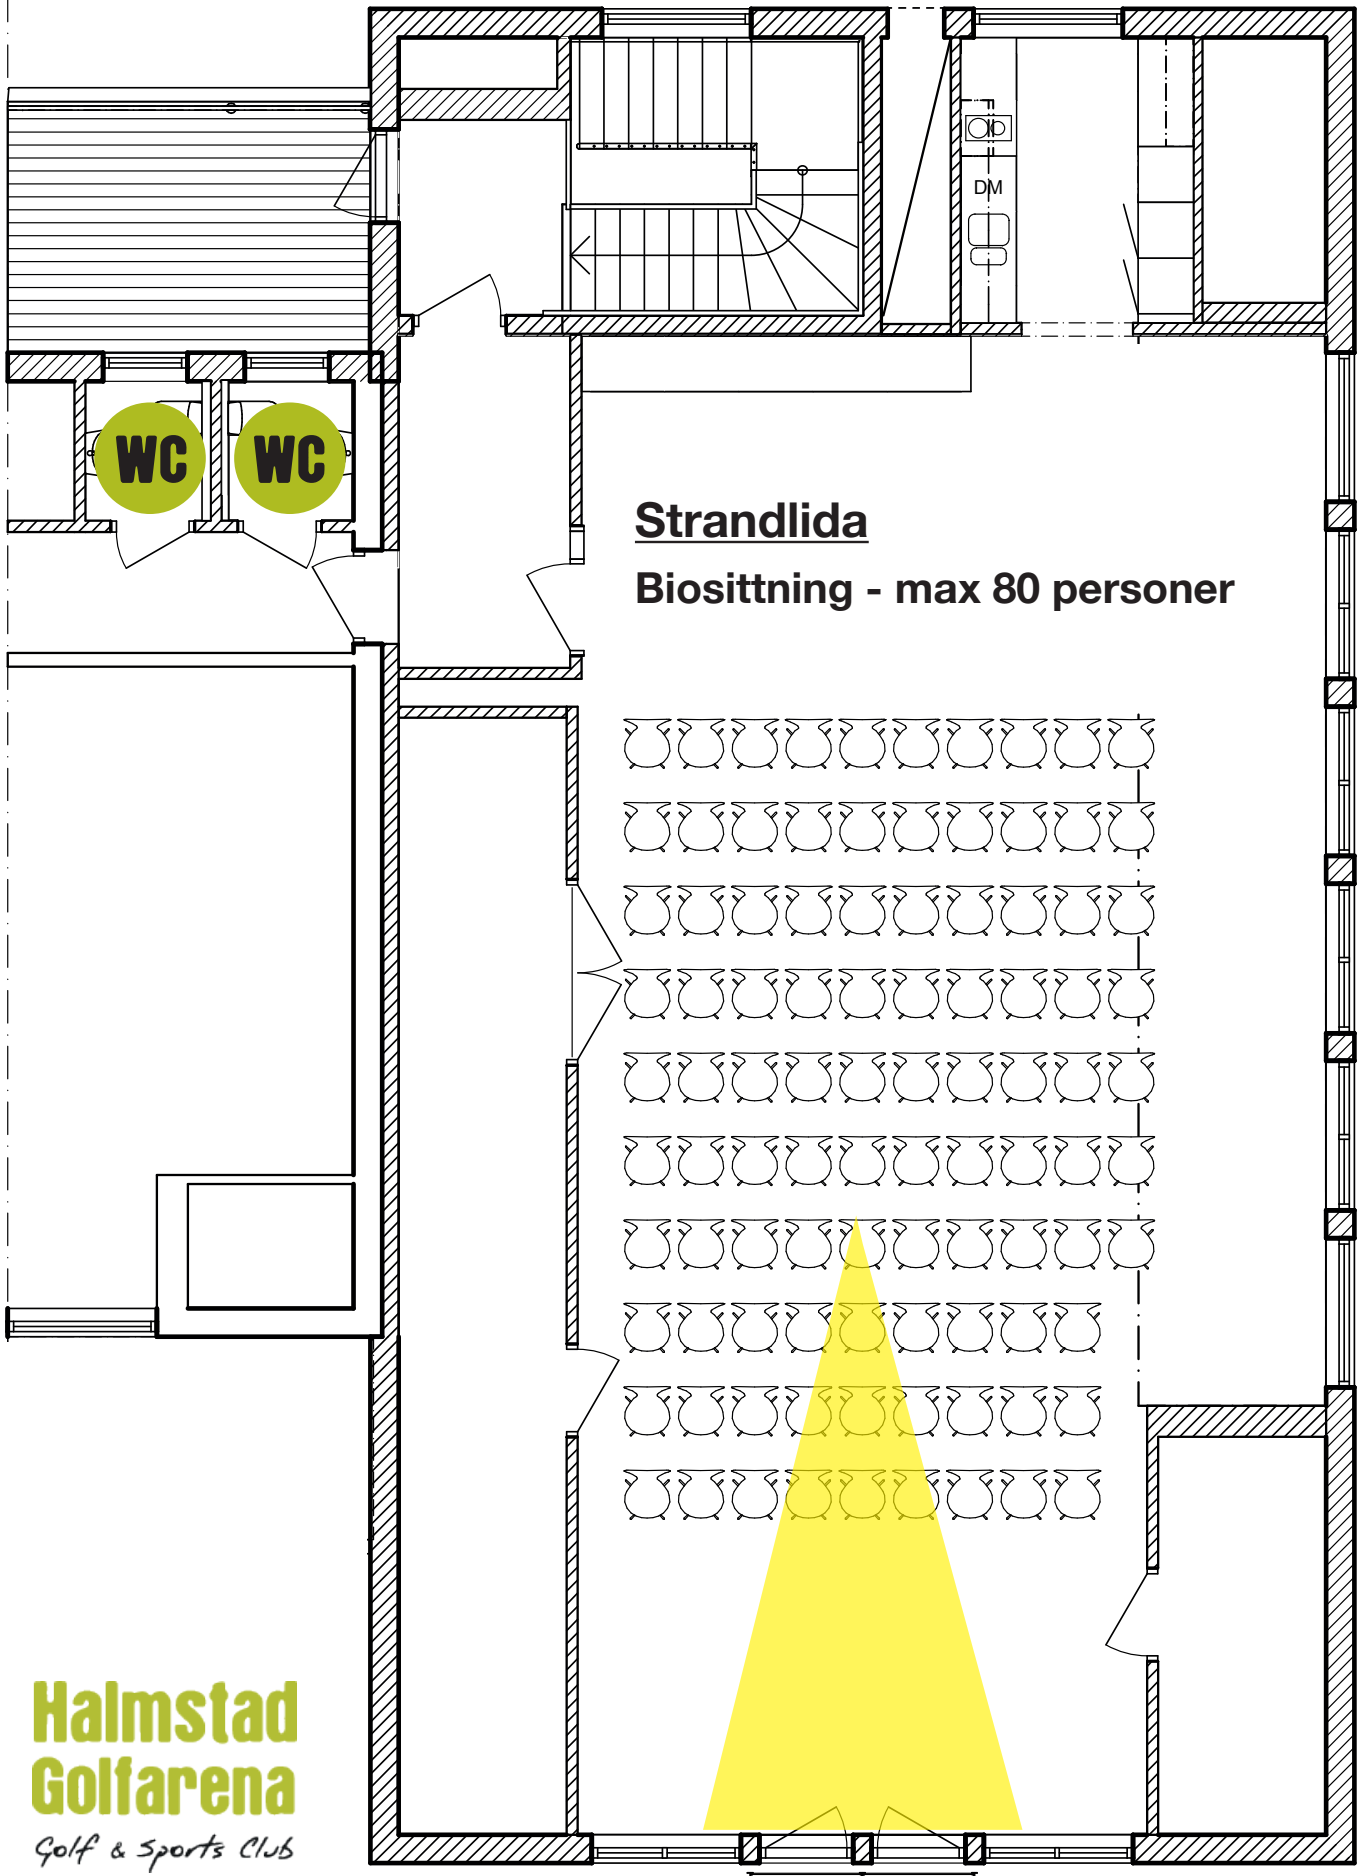 DM
WC WC
Strandlida
Biosittning - max 80 personer
Halmstad
Golfarena
Golf & Sports Club